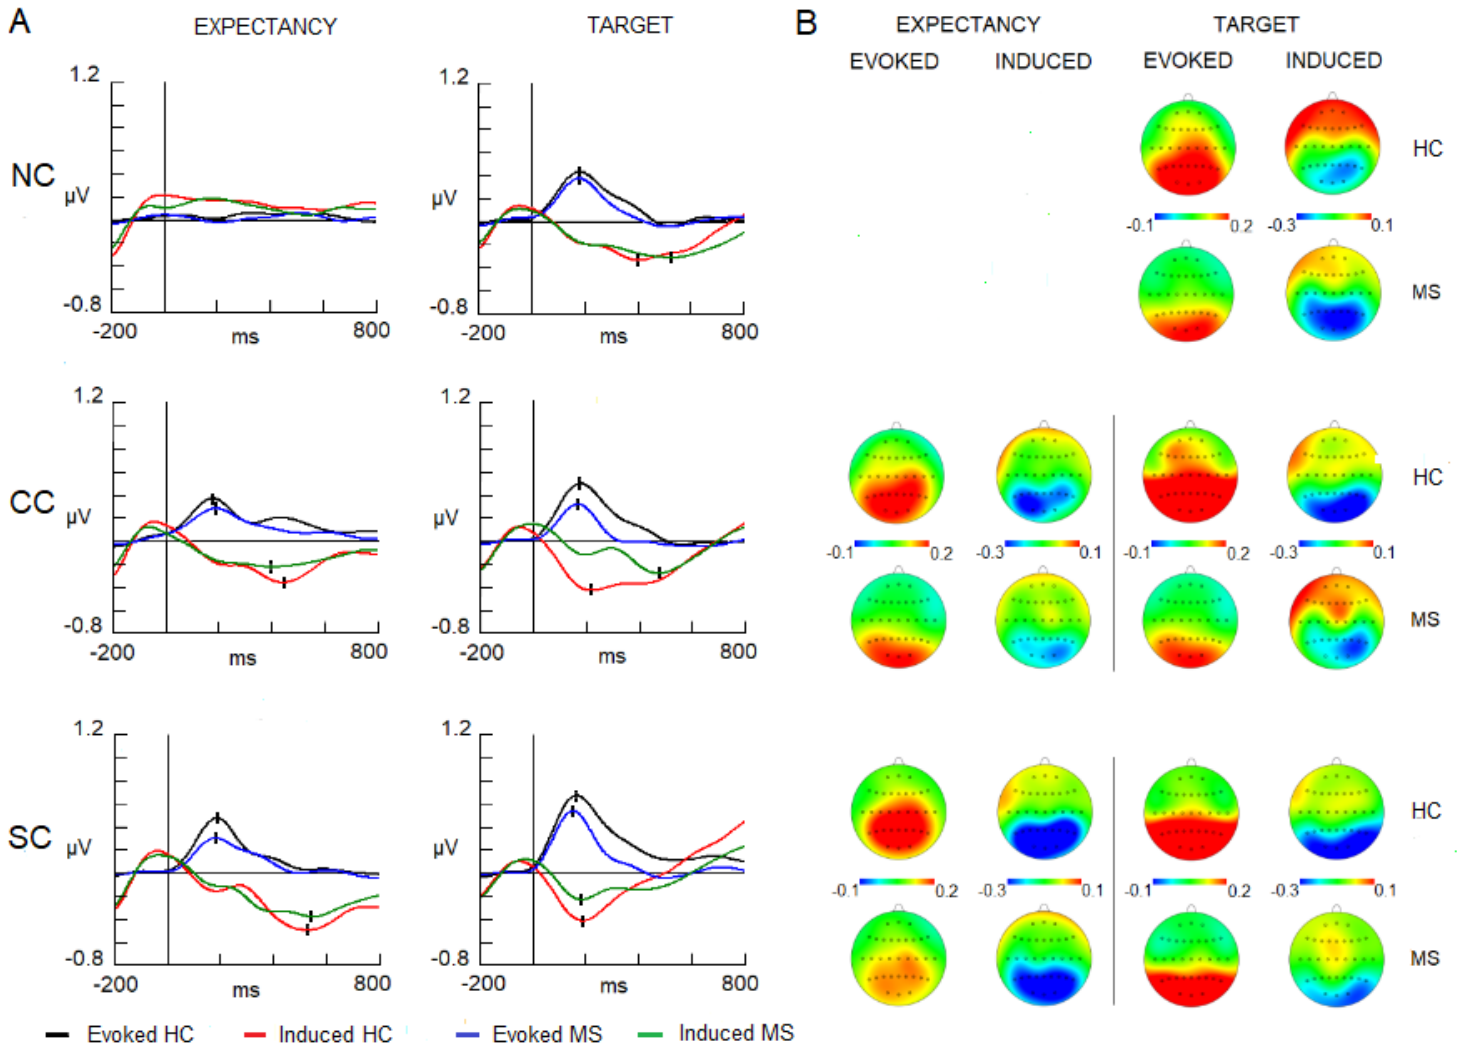 A EXPECTANCY TARGET B EXPECTANCY TARGET
EVOKED INDUCED EVOKED INDUCED
1.2 1.2
HC
NC µV µV
-0.1 0.2 -0.3 0.1
MS
-0.8 -0.8
-200 ms 800 -200 ms 800
1.2 1.2
HC
CC µV µV
-0.1 0.2 -0.3 0.1 -0.1 0.2 -0.3 0.1
MS
-0.8 -0.8
-200 ms 800 -200 ms 800
1.2 1.2
HC
SC µV µV
-0.1 0.2 -0.3 0.1 -0.1 0.2 -0.3 0.1
MS
-0.8 -0.8
-200 ms 800 -200 ms 800
Evoked HC Induced HC Evoked MS Induced MS